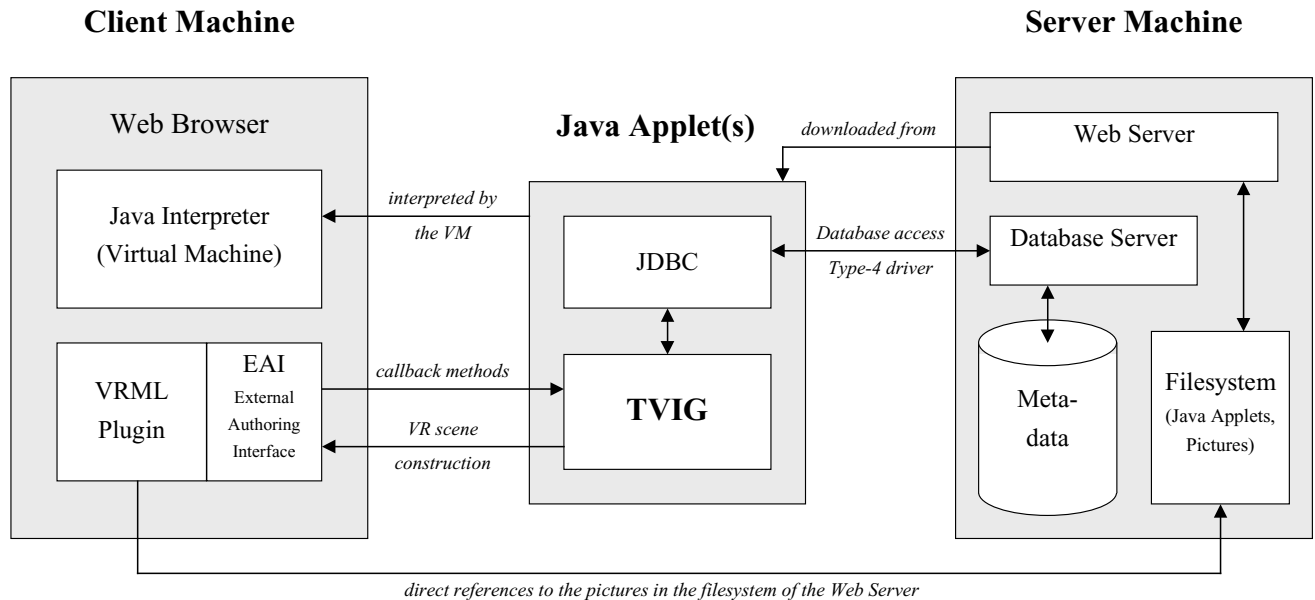 Client Machine
Server Machine
Web Browser
Java Interpreter
(Virtual Machine)
VRML
Plugin
EAI
External
Authoring
Interface
interpreted by
the VM
callback methods
VR scene
construction
Java Applet(s)
JDBC
TVIG
downloaded from
Database access
Type-4 driver
Web Server
Database Server
Meta-
data
Filesystem
(Java Applets,
Pictures)
direct references to the pictures in the filesystem of the Web Server